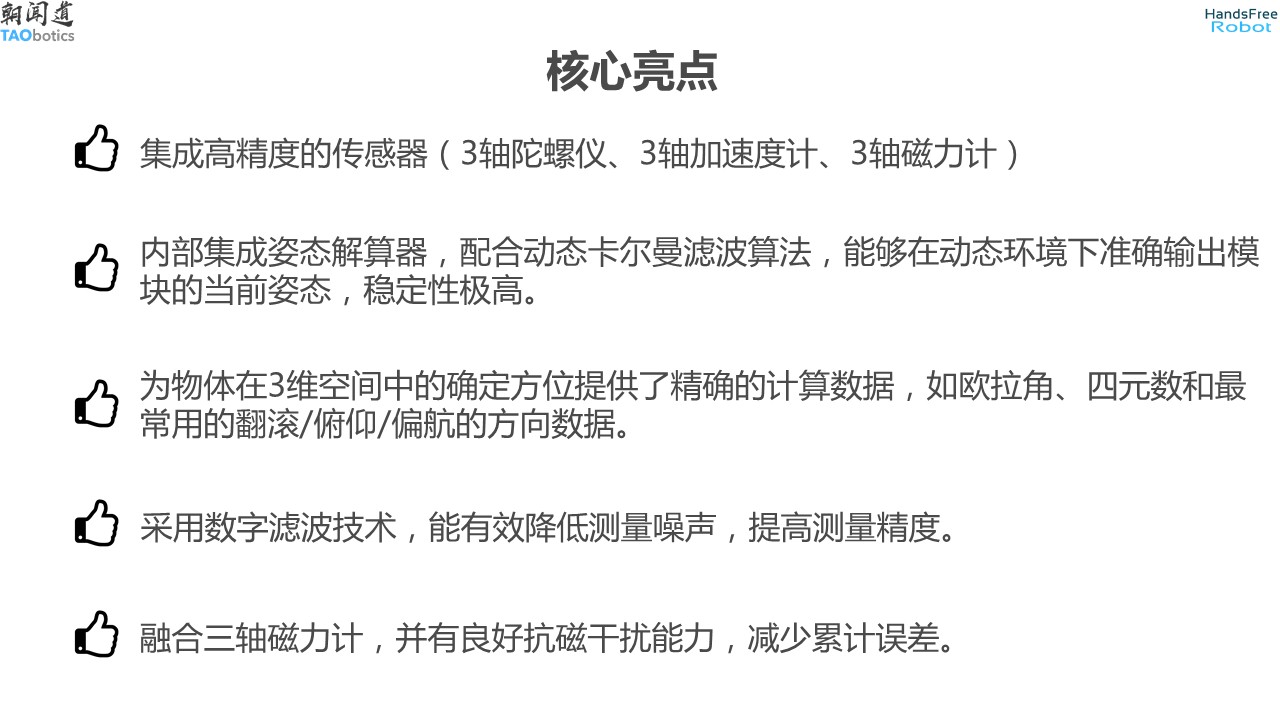 朝闻道
TAObotics
HandsFree
Robot
核心亮点
集成高精度的传感器（3轴陀螺仪、3轴加速度计、3轴磁力计）
内部集成姿态解算器，配合动态卡尔曼滤波算法，能够在动态环境下准确输出模
块的当前姿态，稳定性极高。
为物体在3维空间中的确定方位提供了精确的计算数据，如欧拉角、四元数和最
常用的翻滚/俯仰/偏航的方向数据。
采用数字滤波技术，能有效降低测量噪声，提高测量精度。
融合三轴磁力计，并有良好抗磁干扰能力，减少累计误差。